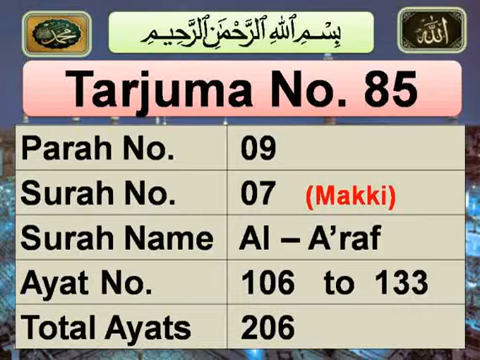 محمد
بِسْمِ اللهِ الرَّحْمٰنِ الرَّحِيْمِ
الله
Tarjuma No. 85
Parah No. 09
Surah No. 07 (Makki)
Surah Name Al – A’raf
Ayat No. 106 to 133
Total Ayats 206